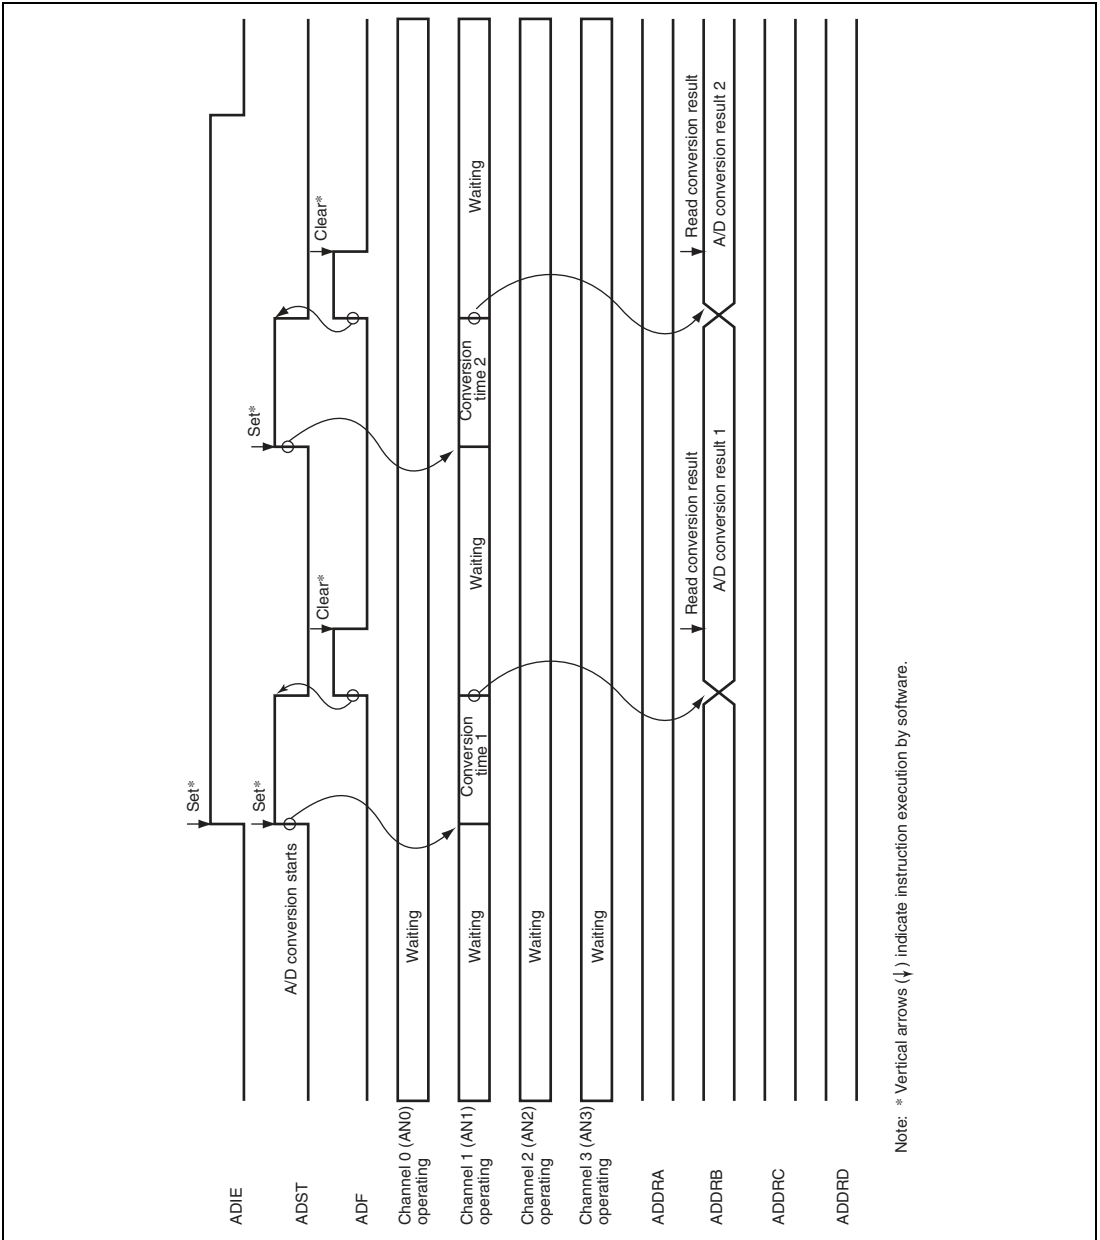 ADIE
Set*
ADST
A/D conversion starts
Set*
Set*
ADF
Clear*
Clear*
Channel 0 (AN0)
operating
Waiting
Channel 1 (AN1)
operating
Waiting
Conversion
time 1
Waiting
Conversion
time 2
Waiting
Channel 2 (AN2)
operating
Waiting
Channel 3 (AN3)
operating
Waiting
ADDRA
ADDRB
Read conversion result
A/D conversion result 1
Read conversion result
A/D conversion result 2
ADDRC
ADDRD
Note: * Vertical arrows (↓) indicate instruction execution by software.